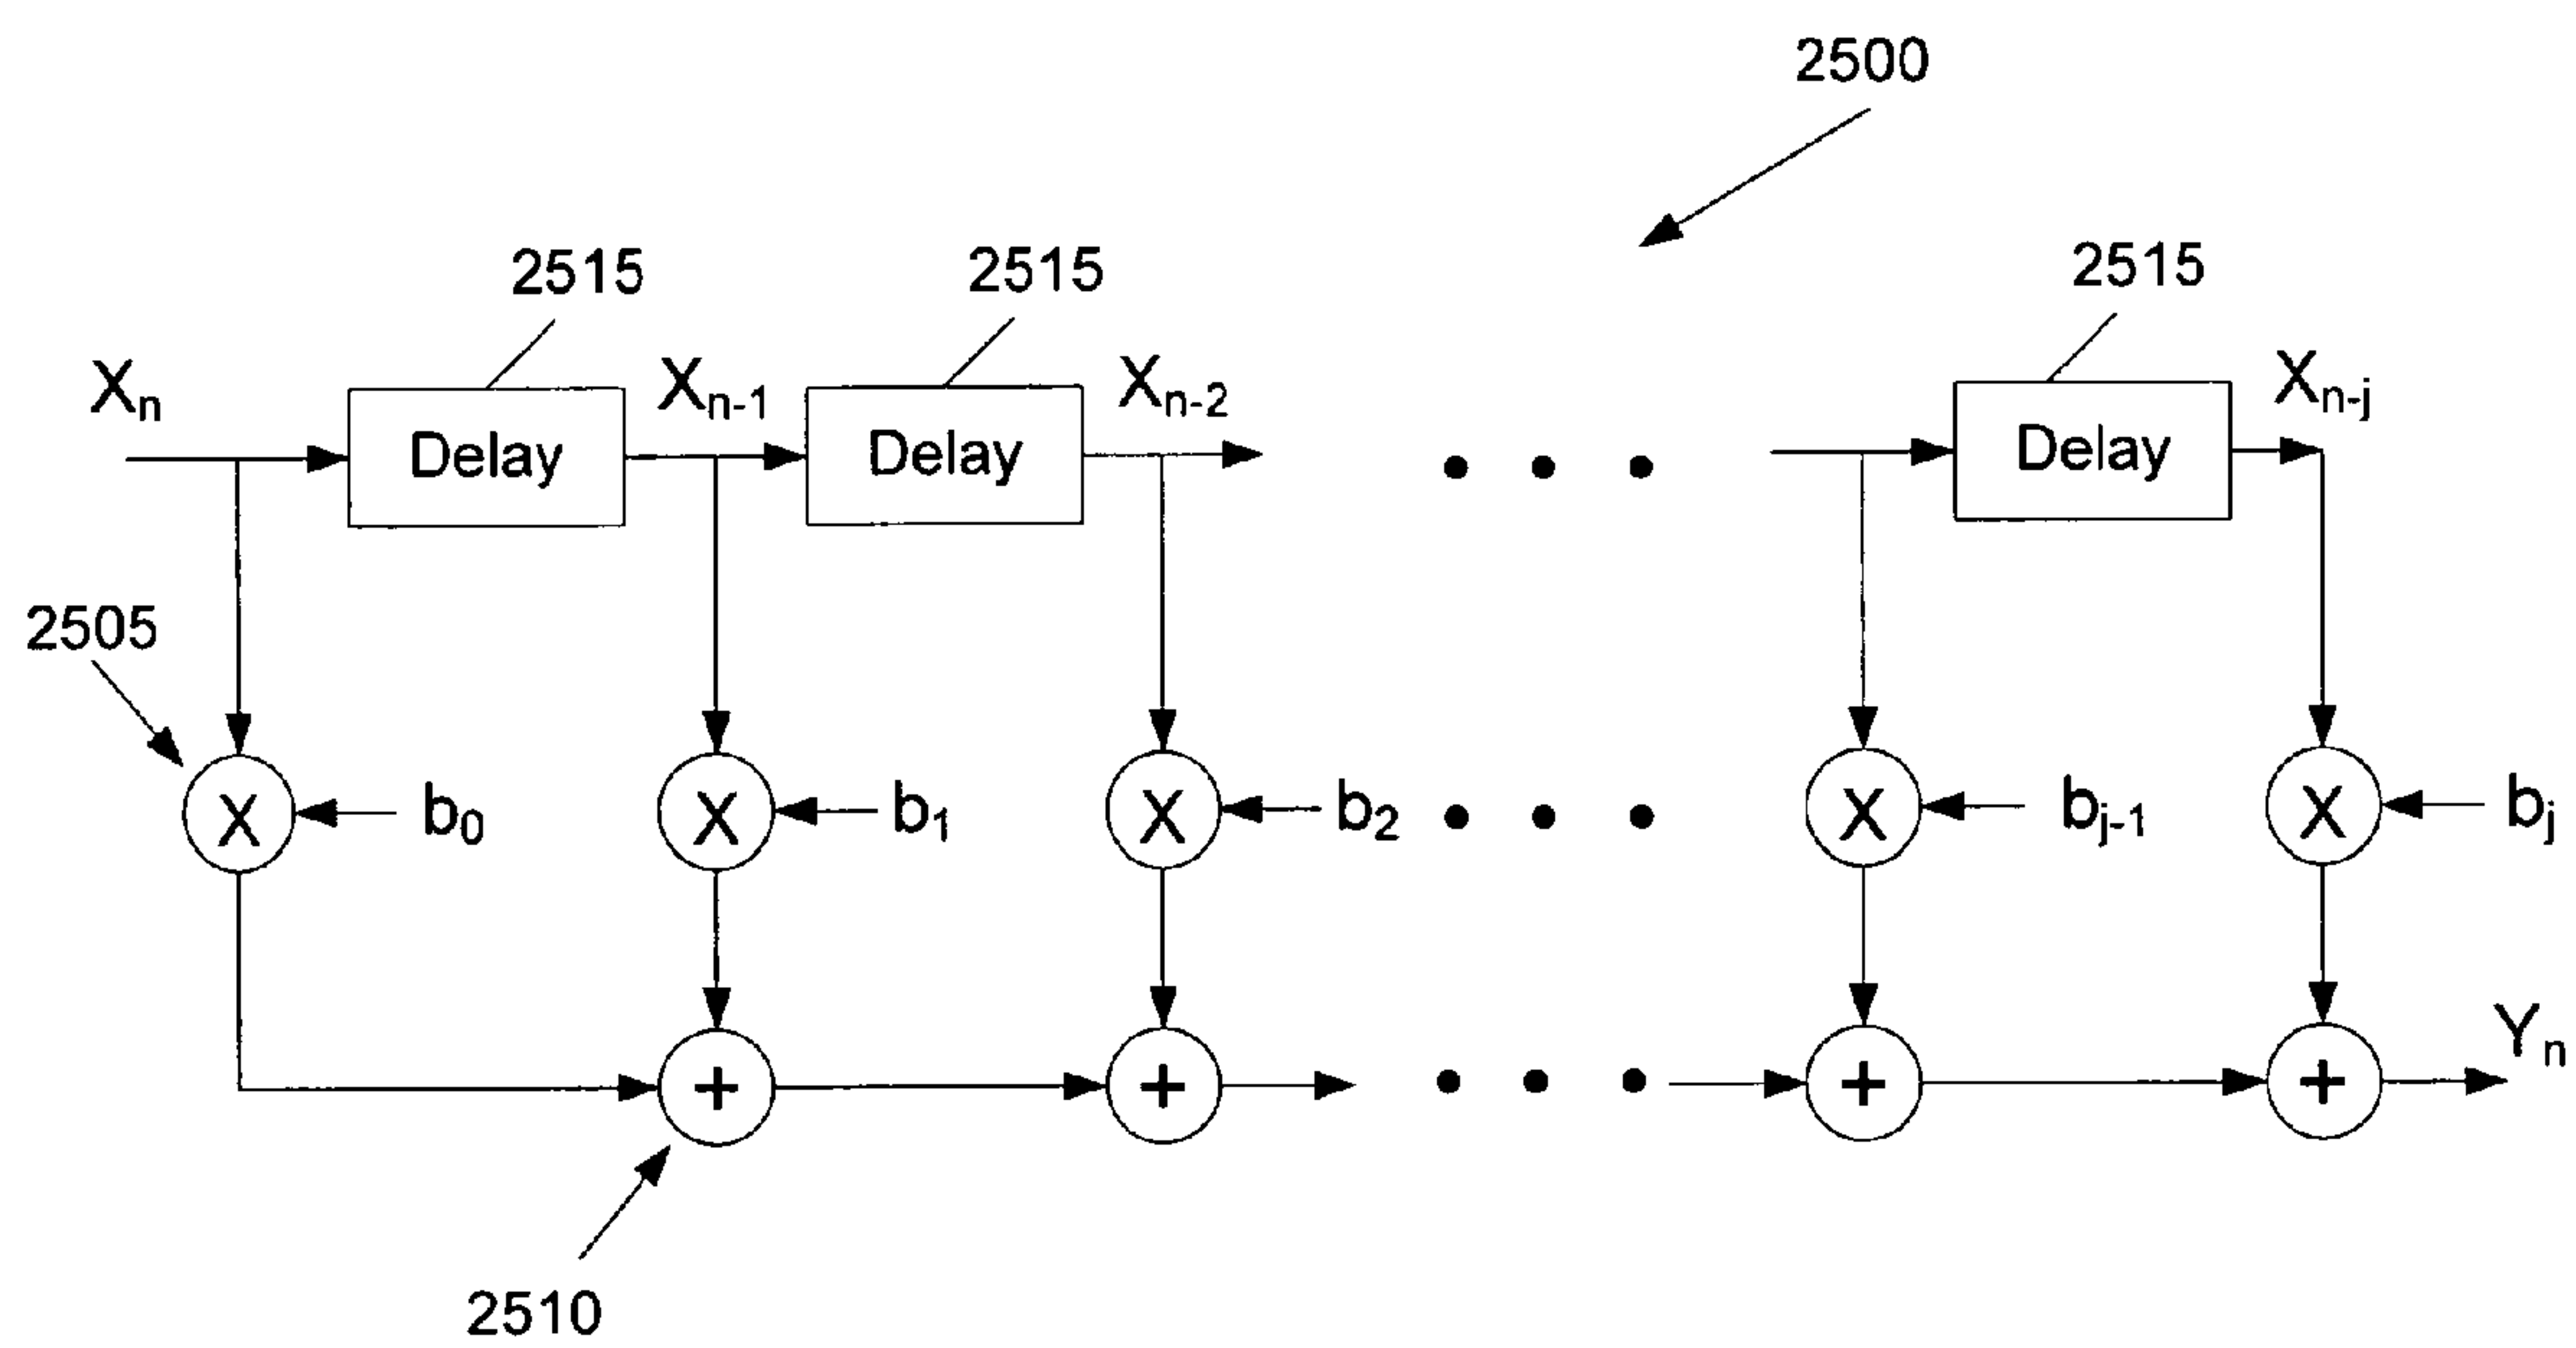 2500
2515 2515 2515
Xn Xn-1 Xn-2 Xn-j
Delay Delay • • • Delay
2505
X b0 X b1 X b2 • • • X bj-1 X bj
Yn
+ + • • • + +
2510